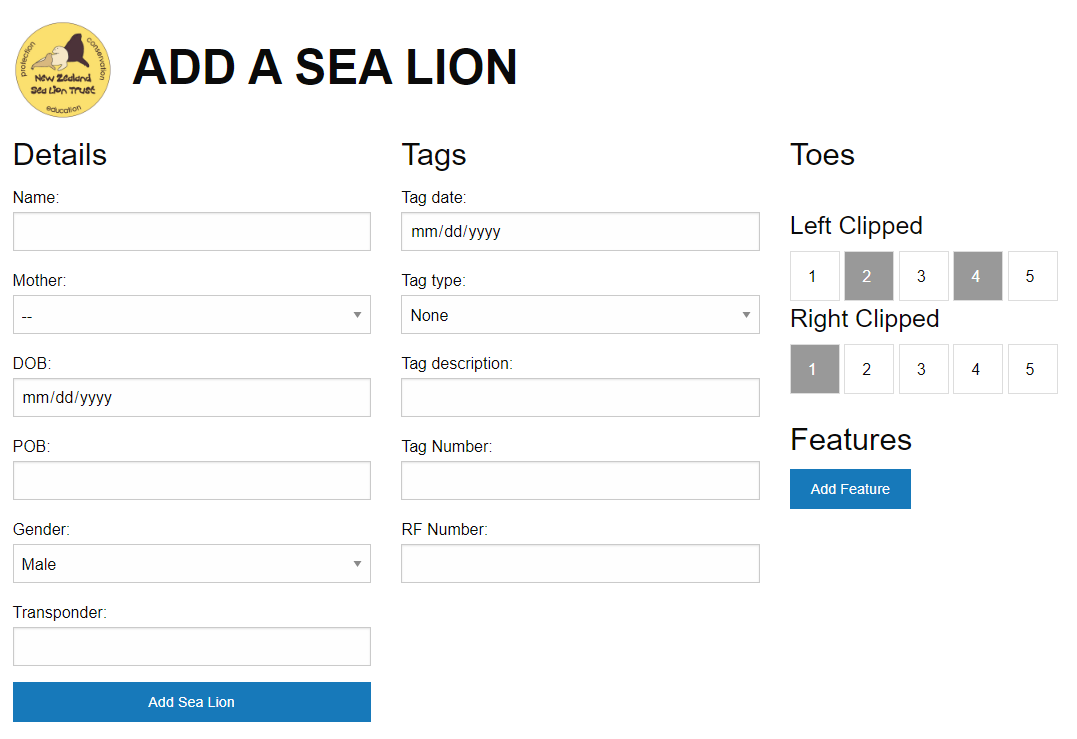 protection
conservation
New Zealand
Sea Lion Trust
education
ADD A SEA LION
Details
Name:
Mother:
--
DOB:
mm/dd/yyyy
POB:
Gender:
Male
Transponder:
Add Sea Lion
Tags
Tag date:
mm/dd/yyyy
Tag type:
None
Tag description:
Tag Number:
RF Number:
Toes
Left Clipped
1 2 3 4 5
Right Clipped
1 2 3 4 5
Features
Add Feature